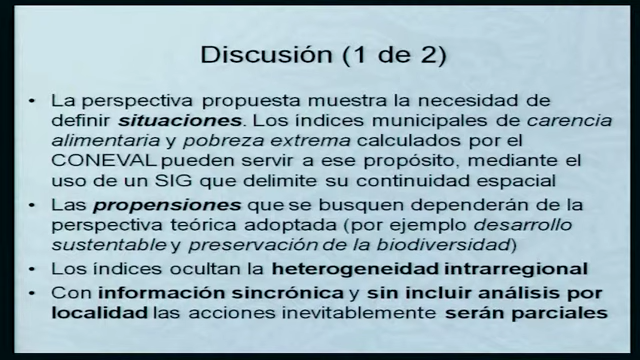 Discusión (1 de 2)
• La perspectiva propuesta muestra la necesidad de
definir situaciones. Los índices municipales de carencia
alimentaria y pobreza extrema calculados por el
CONEVAL pueden servir a ese propósito, mediante el
uso de un SIG que delimite su continuidad espacial
• Las propensiones que se busquen dependerán de la
perspectiva teórica adoptada (por ejemplo desarrollo
sustentable y preservación de la biodiversidad)
• Los índices ocultan la heterogeneidad intrarregional
• Con información sincrónica y sin incluir análisis por
localidad las acciones inevitablemente serán parciales